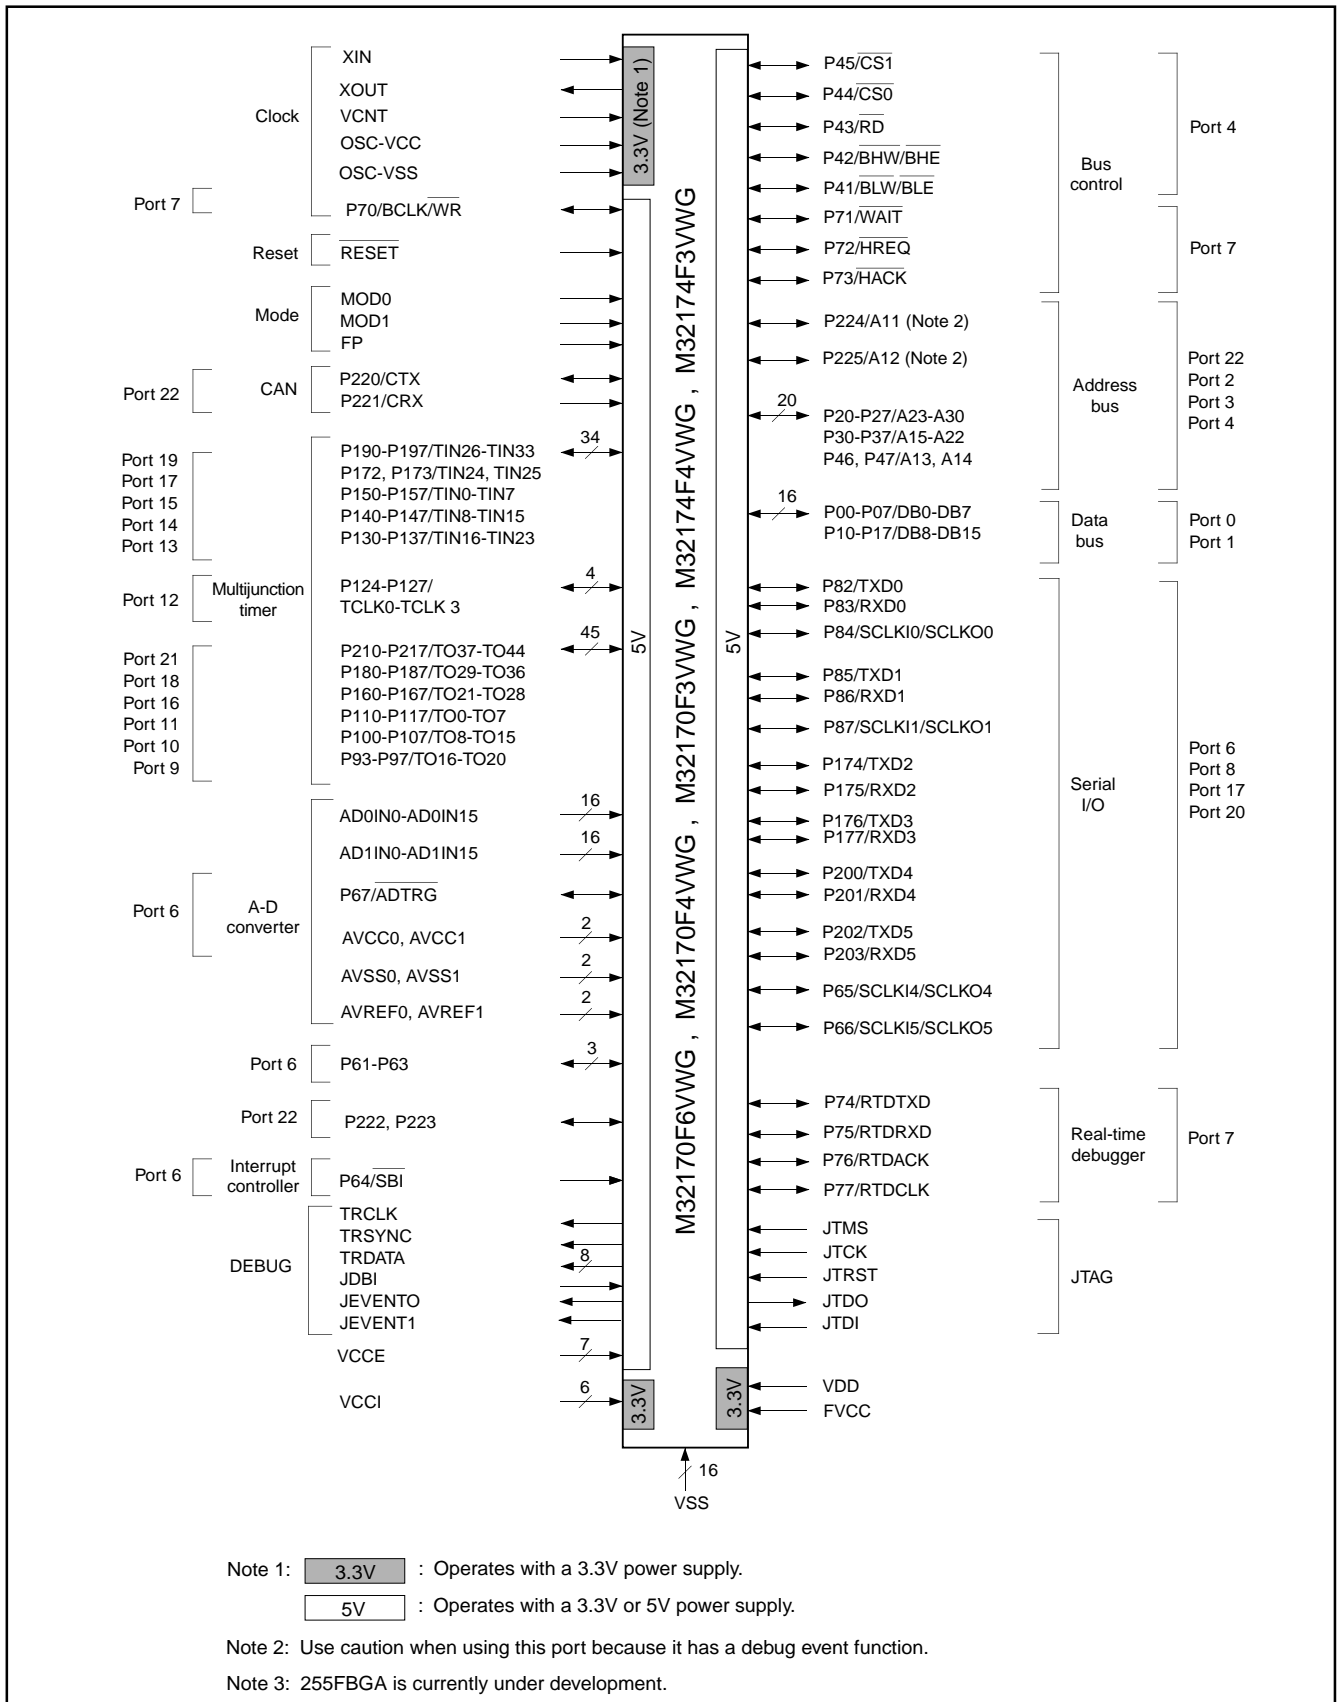 XIN
XOUT
Clock
VCNT
OSC-VCC
OSC-VSS
Port 7
P70/BCLK/WR
Reset
RESET
MOD0
Mode
MOD1
FP
Port 22
CAN
P220/CTX
P221/CRX
34
P190-P197/TIN26-TIN33
P172, P173/TIN24, TIN25
P150-P157/TIN0-TIN7
P140-P147/TIN8-TIN15
P130-P137/TIN16-TIN23
Port 19
Port 17
Port 15
Port 14
Port 13
Port 12
Multijunction
timer
4
P124-P127/
TCLK0-TCLK 3
45
P210-P217/TO37-TO44
P180-P187/TO29-TO36
P160-P167/TO21-TO28
P110-P117/TO0-TO7
P100-P107/TO8-TO15
P93-P97/TO16-TO20
Port 21
Port 18
Port 16
Port 11
Port 10
Port 9
AD0IN0-AD0IN15
16
AD1IN0-AD1IN15
16
Port 6
A-D
converter
P67/ADTRG
AVCC0, AVCC1
2
AVSS0, AVSS1
2
AVREF0, AVREF1
2
Port 6
P61-P63
3
Port 22
P222, P223
Port 6
Interrupt
controller
P64/SBI
DEBUG
TRCLK
TRSYNC
TRDATA
8
JDBI
JEVENTO
JEVENT1
VCCE
7
VCCI
6
3.3V (Note 1)
5V
3.3V
M32170F6VWG , M32170F4VWG , M32170F3VWG , M32174F4VWG , M32174F3VWG
5V
3.3V
16
VSS
P45/CS1
P44/CS0
P43/RD
P42/BHW/BHE
P41/BLW/BLE
P71/WAIT
P72/HREQ
P73/HACK
Bus
control
Port 4
Port 7
P224/A11 (Note 2)
P225/A12 (Note 2)
20
P20-P27/A23-A30
P30-P37/A15-A22
P46, P47/A13, A14
Address
bus
Port 22
Port 2
Port 3
Port 4
16
P00-P07/DB0-DB7
P10-P17/DB8-DB15
Data
bus
Port 0
Port 1
P82/TXD0
P83/RXD0
P84/SCLKI0/SCLKO0
P85/TXD1
P86/RXD1
P87/SCLKI1/SCLKO1
P174/TXD2
P175/RXD2
P176/TXD3
P177/RXD3
P200/TXD4
P201/RXD4
P202/TXD5
P203/RXD5
P65/SCLKI4/SCLKO4
P66/SCLKI5/SCLKO5
Serial
I/O
Port 6
Port 8
Port 17
Port 20
P74/RTDTXD
P75/RTDRXD
P76/RTDACK
P77/RTDCLK
Real-time
debugger
Port 7
JTMS
JTCK
JTRST
JTDO
JTDI
JTAG
VDD
FVCC
Note 1: 3.3V : Operates with a 3.3V power supply.
5V : Operates with a 3.3V or 5V power supply.
Note 2: Use caution when using this port because it has a debug event function.
Note 3: 255FBGA is currently under development.